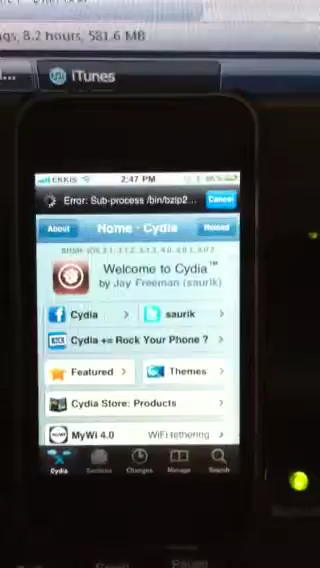 8.2 hours, 581.6 MB
iTunes
2:47 PM
Error: Sub-process /bin/bzip2... Cancel
About Home · Cydia Reload
Welcome to Cydia™
by Jay Freeman (saurik)
Cydia saurik
Cydia += Rock Your Phone ?
Featured Themes
Cydia Store: Products
MyWi 4.0 WiFi tethering
Cydia Sections Changes Manage Search